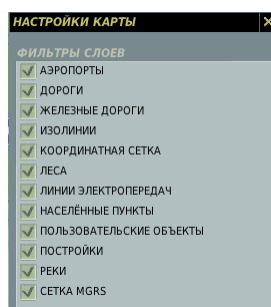 НАСТРОЙКИ КАРТЫ
ФИЛЬТРЫ СЛОЕВ
АЭРОПОРТЫ
ДОРОГИ
ЖЕЛЕЗНЫЕ ДОРОГИ
ИЗОЛИНИИ
КООРДИНАТНАЯ СЕТКА
ЛЕСА
ЛИНИИ ЭЛЕКТРОПЕРЕДАЧ
НАСЕЛЁННЫЕ ПУНКТЫ
ПОЛЬЗОВАТЕЛЬСКИЕ ОБЪЕКТЫ
ПОСТРОЙКИ
РЕКИ
СЕТКА MGRS